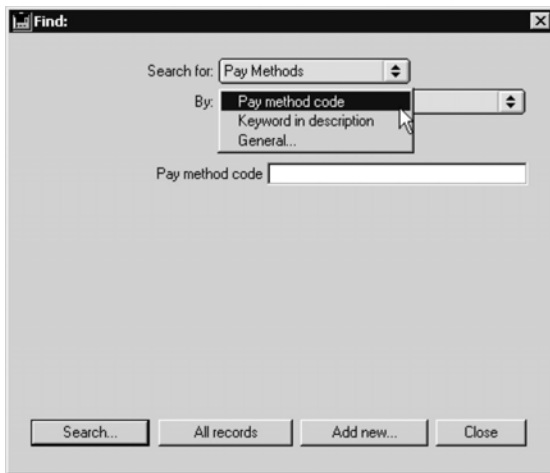 Find:
Search for: Pay Methods
By: Pay method code
Keyword in description
General...
Pay method code
Search... All records Add new... Close